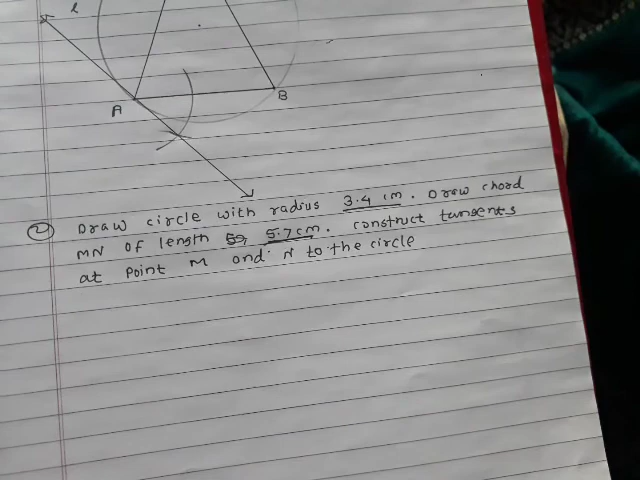 l
A
B
② Draw circle with radius 3.4 cm. Draw chord
MN of length 5.7 cm. construct tangents
at point M and N to the circle